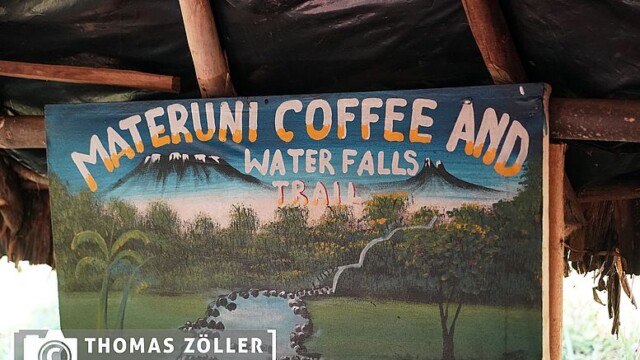 MATERUNI COFFEE AND
WATER FALLS
TRAIL
© THOMAS ZÖLLER